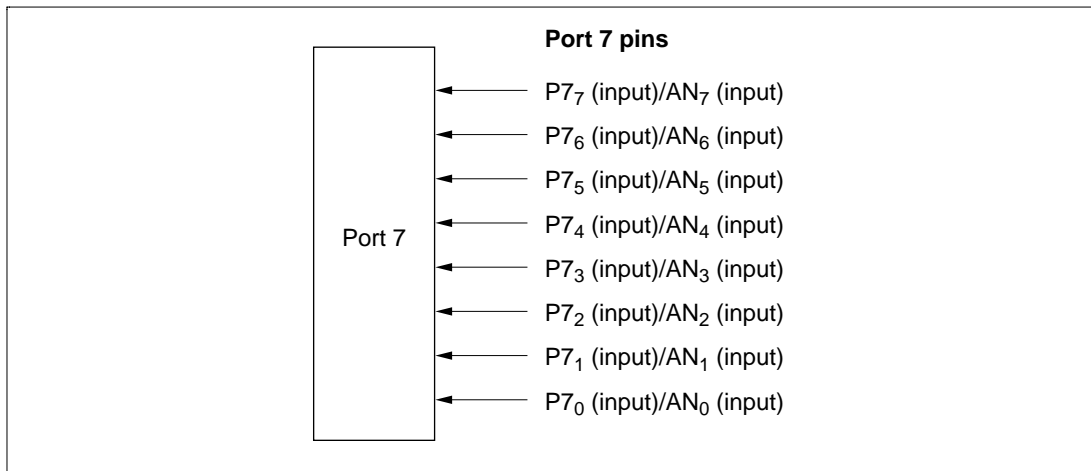 Port 7 pins
P7₇ (input)/AN₇ (input)
P7₆ (input)/AN₆ (input)
P7₅ (input)/AN₅ (input)
P7₄ (input)/AN₄ (input)
Port 7
P7₃ (input)/AN₃ (input)
P7₂ (input)/AN₂ (input)
P7₁ (input)/AN₁ (input)
P7₀ (input)/AN₀ (input)